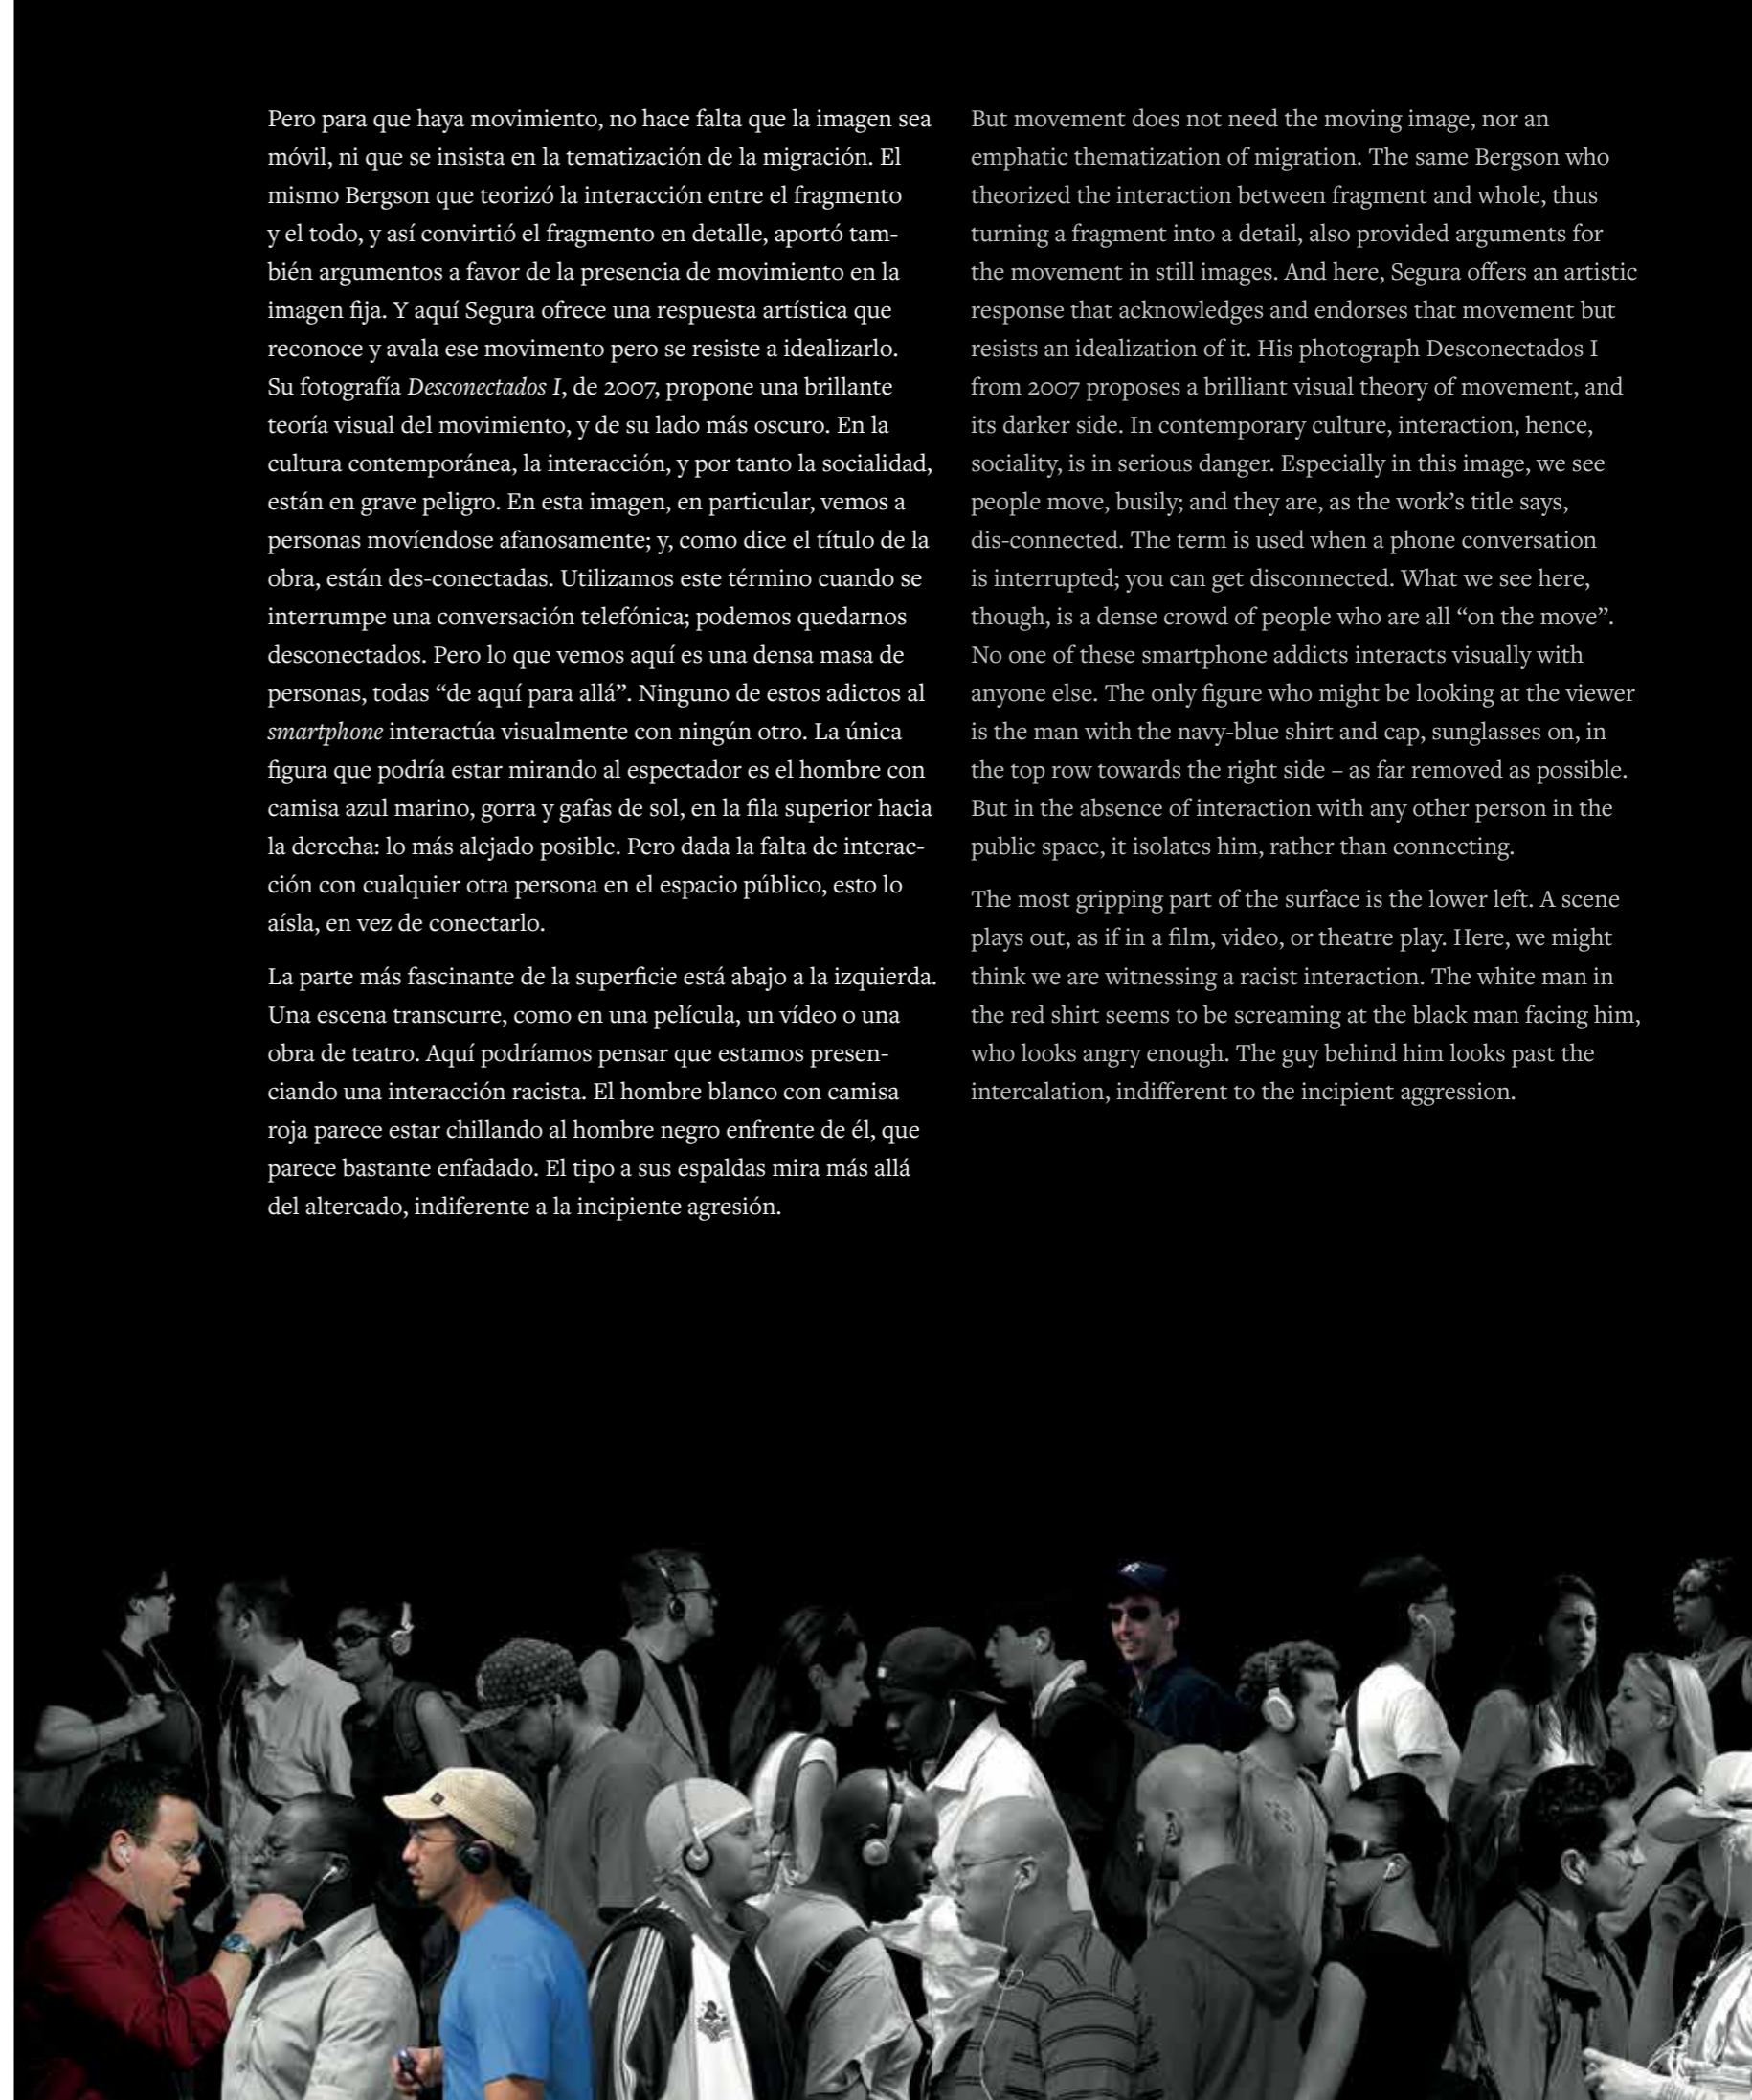 Pero para que haya movimiento, no hace falta que la imagen sea
móvil, ni que se insista en la tematización de la migración. El
mismo Bergson que teorizó la interacción entre el fragmento
y el todo, y así convirtió el fragmento en detalle, aportó tam-
bién argumentos a favor de la presencia de movimiento en la
imagen fija. Y aquí Segura ofrece una respuesta artística que
reconoce y avala ese movimento pero se resiste a idealizarlo.
Su fotografía Desconectados I, de 2007, propone una brillante
teoría visual del movimiento, y de su lado más oscuro. En la
cultura contemporánea, la interacción, y por tanto la socialidad,
están en grave peligro. En esta imagen, en particular, vemos a
personas movíendose afanosamente; y, como dice el título de la
obra, están des-conectadas. Utilizamos este término cuando se
interrumpe una conversación telefónica; podemos quedarnos
desconectados. Pero lo que vemos aquí es una densa masa de
personas, todas “de aquí para allá”. Ninguno de estos adictos al
smartphone interactúa visualmente con ningún otro. La única
figura que podría estar mirando al espectador es el hombre con
camisa azul marino, gorra y gafas de sol, en la fila superior hacia
la derecha: lo más alejado posible. Pero dada la falta de interac-
ción con cualquier otra persona en el espacio público, esto lo
aísla, en vez de conectarlo.
La parte más fascinante de la superficie está abajo a la izquierda.
Una escena transcurre, como en una película, un vídeo o una
obra de teatro. Aquí podríamos pensar que estamos presen-
ciando una interacción racista. El hombre blanco con camisa
roja parece estar chillando al hombre negro enfrente de él, que
parece bastante enfadado. El tipo a sus espaldas mira más allá
del altercado, indiferente a la incipiente agresión.
But movement does not need the moving image, nor an
emphatic thematization of migration. The same Bergson who
theorized the interaction between fragment and whole, thus
turning a fragment into a detail, also provided arguments for
the movement in still images. And here, Segura offers an artistic
response that acknowledges and endorses that movement but
resists an idealization of it. His photograph Desconectados I
from 2007 proposes a brilliant visual theory of movement, and
its darker side. In contemporary culture, interaction, hence,
sociality, is in serious danger. Especially in this image, we see
people move, busily; and they are, as the work’s title says,
dis-connected. The term is used when a phone conversation
is interrupted; you can get disconnected. What we see here,
though, is a dense crowd of people who are all “on the move”.
No one of these smartphone addicts interacts visually with
anyone else. The only figure who might be looking at the viewer
is the man with the navy-blue shirt and cap, sunglasses on, in
the top row towards the right side – as far removed as possible.
But in the absence of interaction with any other person in the
public space, it isolates him, rather than connecting.
The most gripping part of the surface is the lower left. A scene
plays out, as if in a film, video, or theatre play. Here, we might
think we are witnessing a racist interaction. The white man in
the red shirt seems to be screaming at the black man facing him,
who looks angry enough. The guy behind him looks past the
intercalation, indifferent to the incipient aggression.